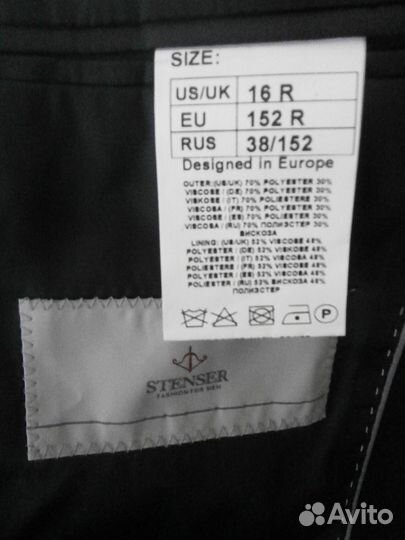 SIZE:
US/UK 16 R
EU 152 R
RUS 38/152
Designed in Europe
OUTER: (US/UK) 70% POLYESTER 30%
VISCOSE / (DE) 70% POLYESTER 30%
VISKOSE / (IT) 70% POLIESTERE 30%
VISCOSA / (FR) 70% POLYESTER 30%
VISCOSE / (ES) 70% POLYESTER 30%
VISCOSA / (RU) 70% ПОЛИЭСТЕР 30%
ВИСКОЗА
LINING: (US/UK) 52% VISCOSE 48%
POLYESTER / (DE) 52% VISKOSE 48%
POLYESTER / (IT) 52% VISCOSA 48%
POLIESTERE / (FR) 52% VISCOSE 48%
POLYESTER / (ES) 52% VISCOSA 48%
POLIESTER / (RU) 52% ВИСКОЗА 48%
ПОЛИЭСТЕР
P
STENSER
FASHION FOR MEN
Avito